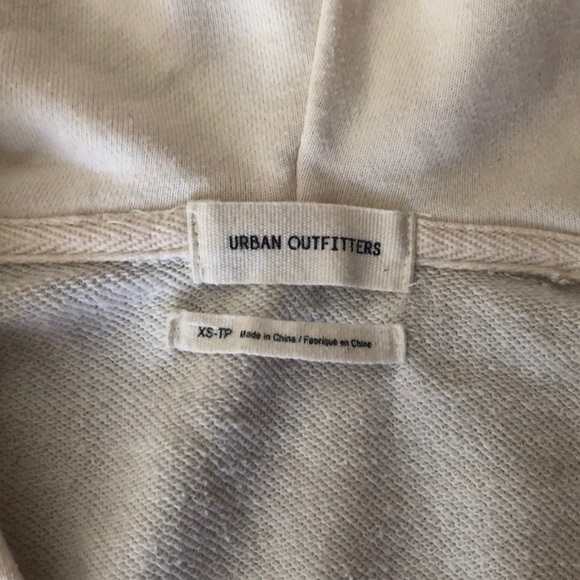 URBAN OUTFITTERS
XS-TP Made in China / Fabriqué en Chine